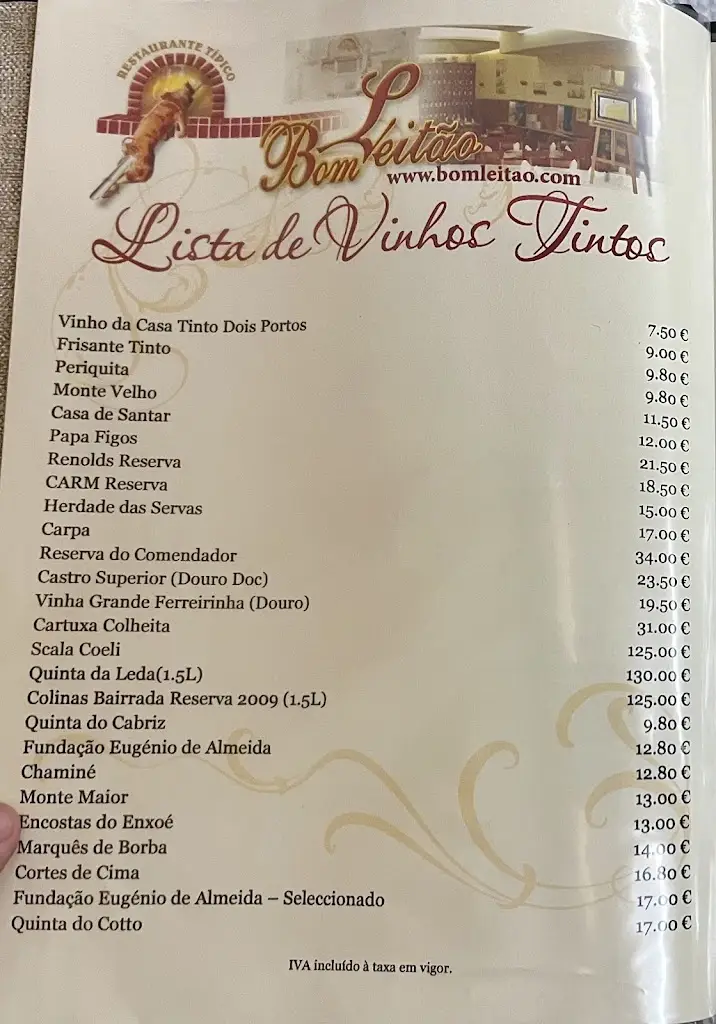 RESTAURANTE TÍPICO
Bom Leitão
www.bomleitao.com
Lista de Vinhos Tintos
Vinho da Casa Tinto Dois Portos 7.50 €
Frisante Tinto 9.00 €
Periquita 9.80 €
Monte Velho 9.80 €
Casa de Santar 11.50 €
Papa Figos 12.00 €
Renolds Reserva 21.50 €
CARM Reserva 18.50 €
Herdade das Servas 15.00 €
Carpa 17.00 €
Reserva do Comendador 34.00 €
Castro Superior (Douro Doc) 23.50 €
Vinha Grande Ferreirinha (Douro) 19.50 €
Cartuxa Colheita 31.00 €
Scala Coeli 125.00 €
Quinta da Leda(1.5L) 130.00 €
Colinas Bairrada Reserva 2009 (1.5L) 125.00 €
Quinta do Cabriz 9.80 €
Fundação Eugénio de Almeida 12.80 €
Chaminé 12.80 €
Monte Maior 13.00 €
Encostas do Enxoé 13.00 €
Marquês de Borba 14.00 €
Cortes de Cima 16.80 €
Fundação Eugénio de Almeida – Seleccionado 17.00 €
Quinta do Cotto 17.00 €
IVA incluído à taxa em vigor.